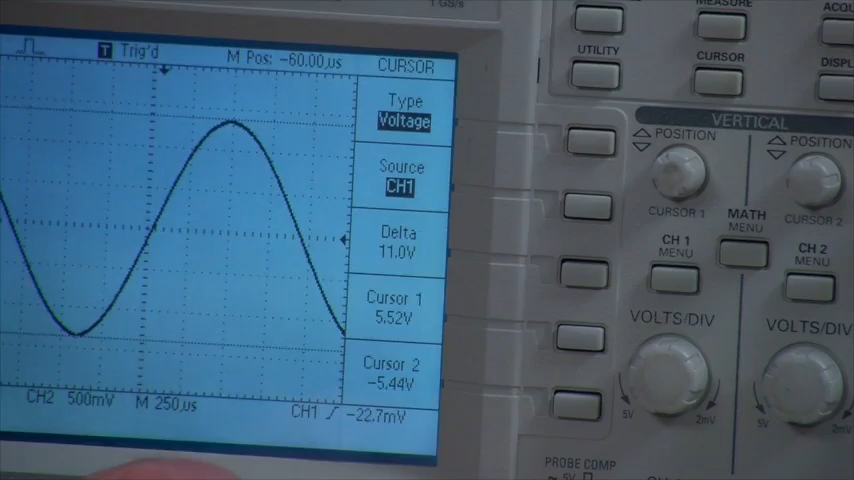 1 GS/s
T Trig'd
M Pos: -60.00µs
CURSOR
Type
Voltage
Source
CH1
Delta
11.0V
Cursor 1
5.52V
Cursor 2
-5.44V
CH2 500mV M 250µs
CH1 -22.7mV
MEASURE
ACQU
UTILITY
CURSOR
DISPL
VERTICAL
POSITION
POSITION
CURSOR 1
CURSOR 2
MATH
MENU
CH 1
MENU
CH 2
MENU
VOLTS/DIV
VOLTS/DIV
5V
2mV
5V
2mV
PROBE COMP
~ 5V